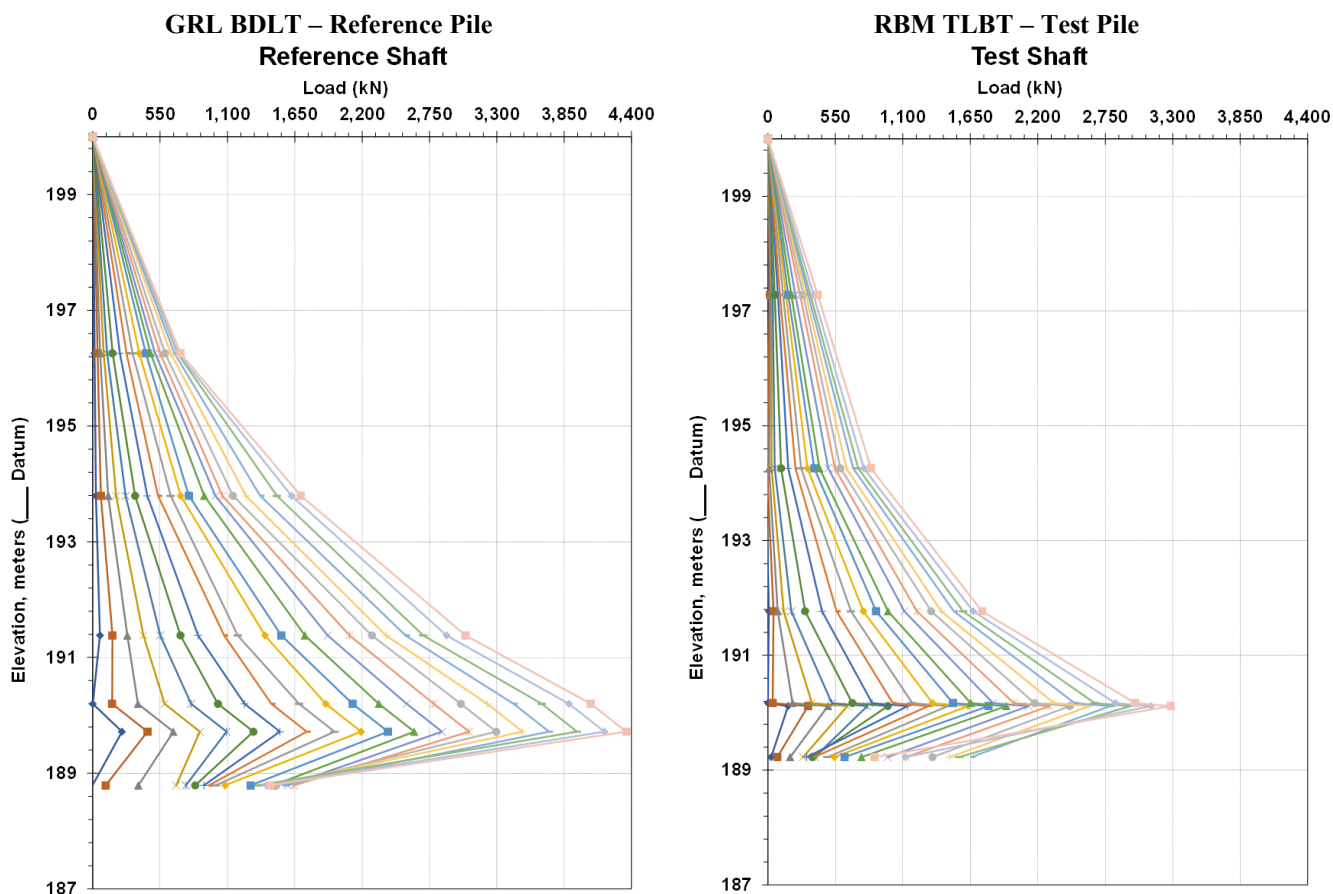 GRL BDLT – Reference Pile
Reference Shaft
Load (kN)
0 550 1,100 1,650 2,200 2,750 3,300 3,850 4,400
Elevation, meters (___ Datum)
199
197
195
193
191
189
187
RBM TLBT – Test Pile
Test Shaft
Load (kN)
0 550 1,100 1,650 2,200 2,750 3,300 3,850 4,400
Elevation, meters (___ Datum)
199
197
195
193
191
189
187